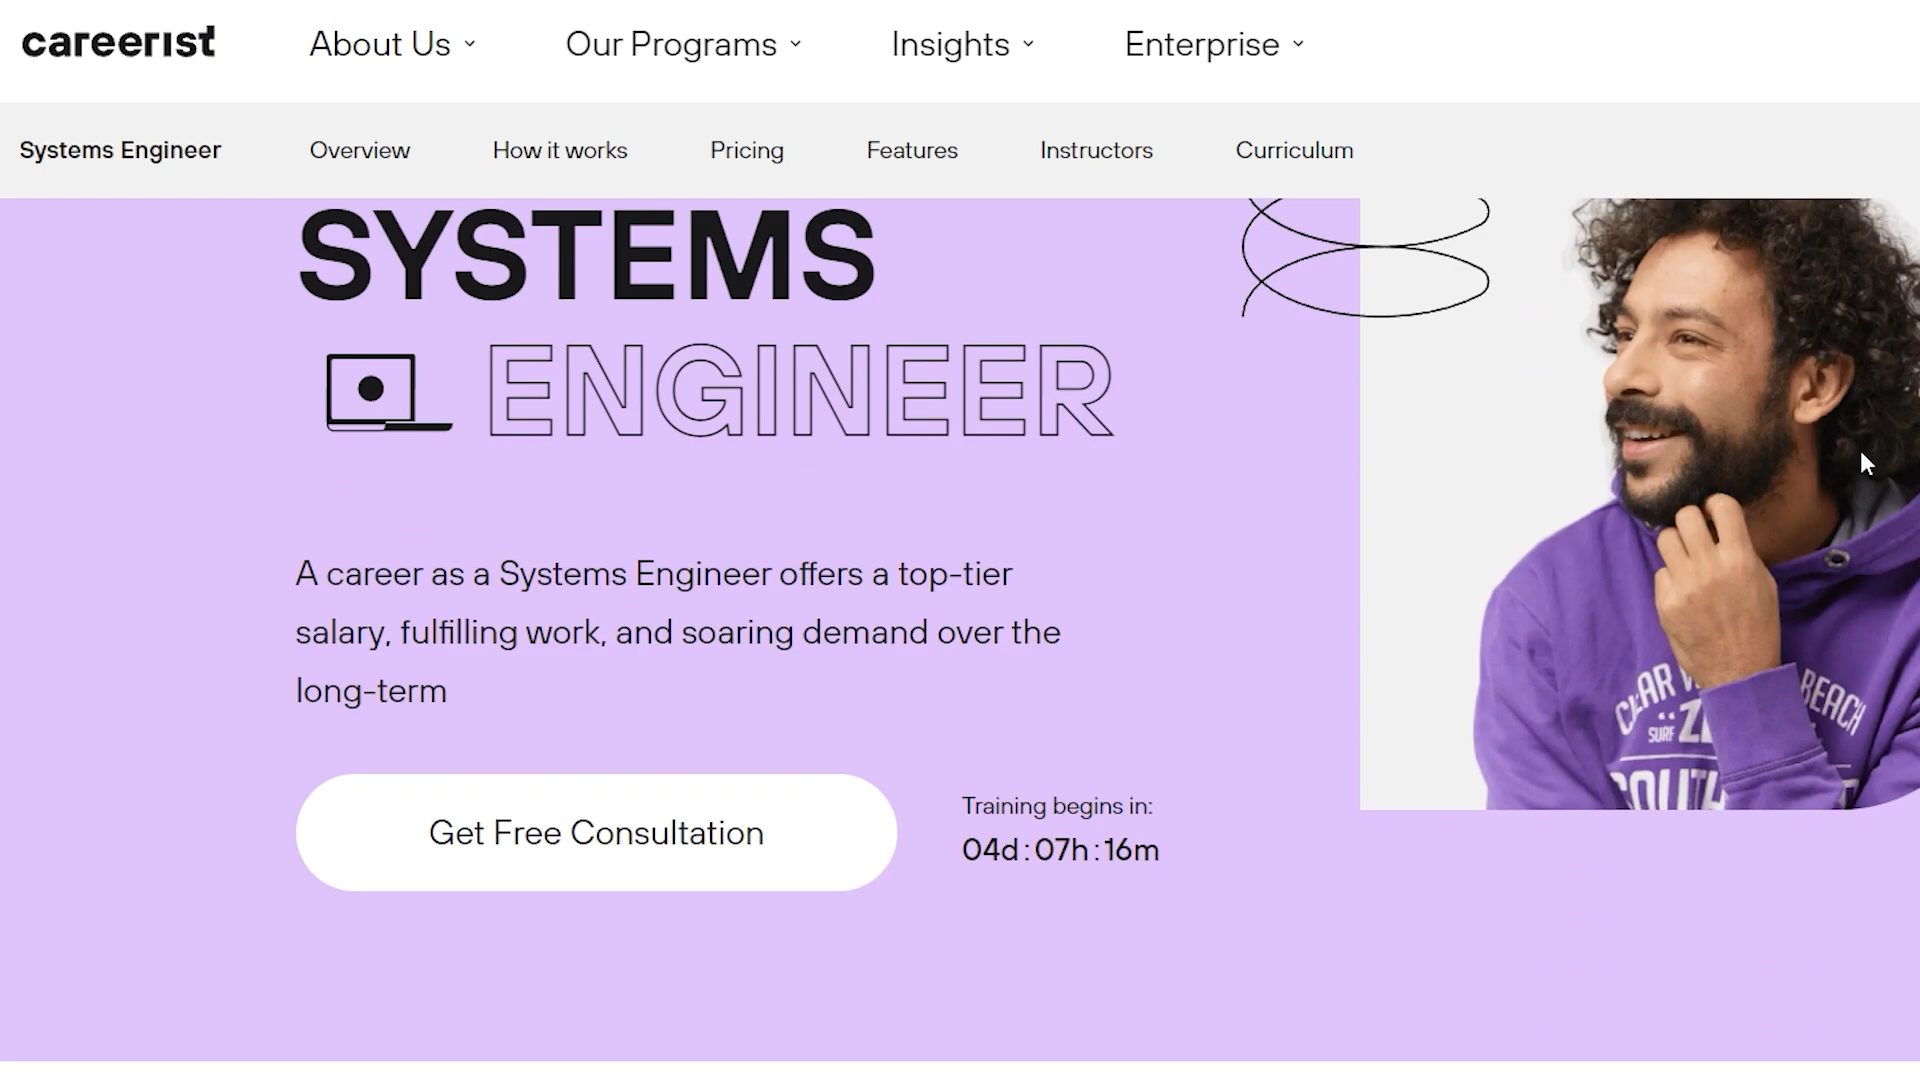 careerist
About Us
Our Programs
Insights
Enterprise
Systems Engineer
Overview
How it works
Pricing
Features
Instructors
Curriculum
SYSTEMS
ENGINEER
A career as a Systems Engineer offers a top-tier
salary, fulfilling work, and soaring demand over the
long-term
Get Free Consultation
Training begins in:
04d : 07h : 16m
BEACH
SURF